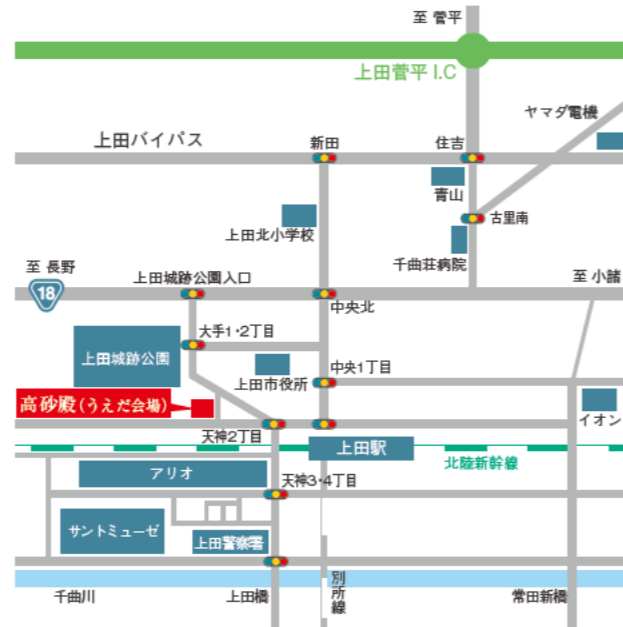 至 菅平
上田菅平 I.C
ヤマダ電機
上田バイパス
新田
住吉
青山
古里南
上田北小学校
千曲荘病院
至 長野
上田城跡公園入口
至 小諸
18
中央北
大手1・2丁目
上田城跡公園
上田市役所
中央1丁目
高砂殿(うえだ会場)
イオン
天神2丁目
上田駅
北陸新幹線
アリオ
天神3・4丁目
サントミューゼ
上田警察署
千曲川
上田橋
別所線
常田新橋